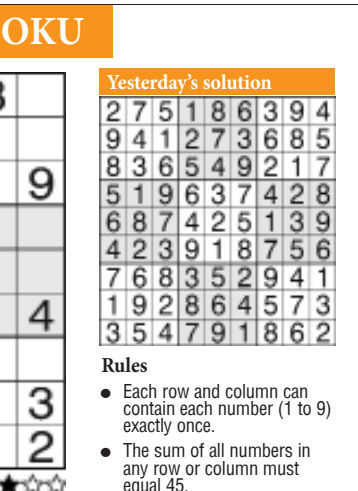 OKU
9
4
3
2
Yesterday's solution
2 7 5 1 8 6 3 9 4
9 4 1 2 7 3 6 8 5
8 3 6 5 4 9 2 1 7
5 1 9 6 3 7 4 2 8
6 8 7 4 2 5 1 3 9
4 2 3 9 1 8 7 5 6
7 6 8 3 5 2 9 4 1
1 9 2 8 6 4 5 7 3
3 5 4 7 9 1 8 6 2
Rules
● Each row and column can
contain each number (1 to 9)
exactly once.
● The sum of all numbers in
any row or column must
equal 45.